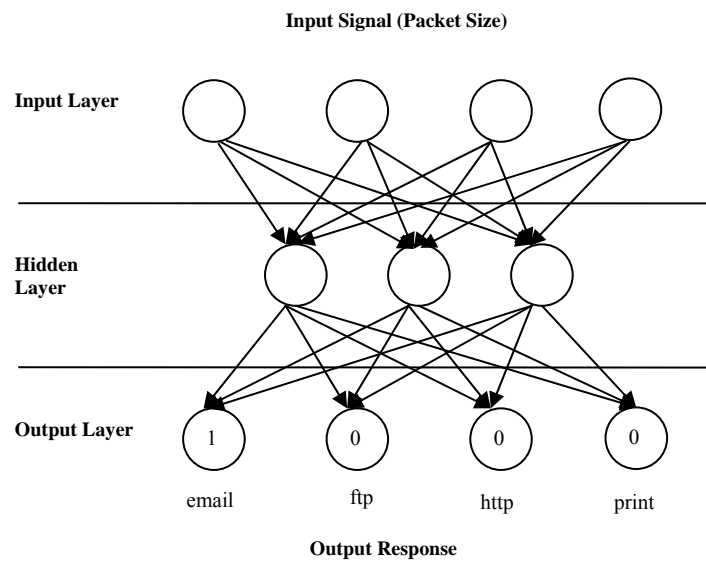 Input Signal (Packet Size)
Input Layer
Hidden
Layer
Output Layer
1 0 0 0
email ftp http print
Output Response